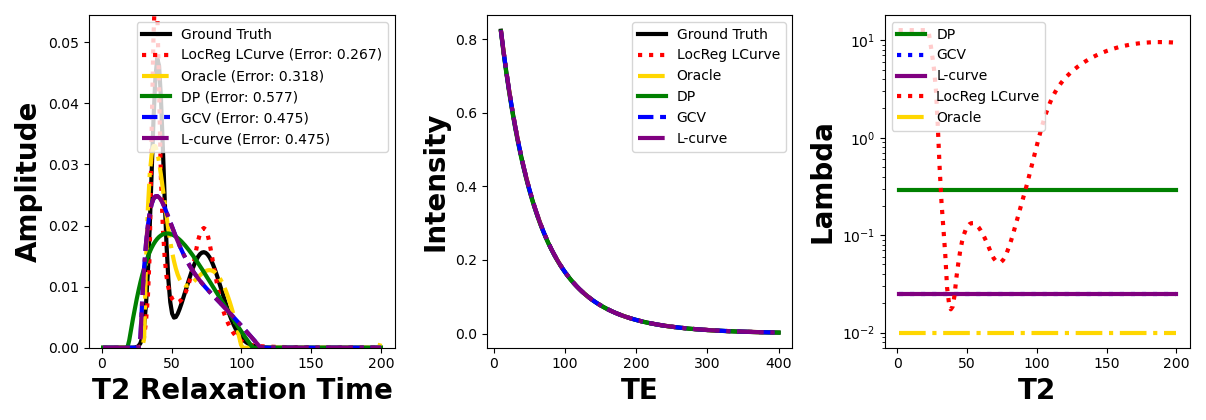 Amplitude
0.05
0.04
0.03
0.02
0.01
0.00
Ground Truth
LocReg LCurve (Error: 0.267)
Oracle (Error: 0.318)
DP (Error: 0.577)
GCV (Error: 0.475)
L-curve (Error: 0.475)
0 50 100 150 200
T2 Relaxation Time
Intensity
0.8
0.6
0.4
0.2
0.0
Ground Truth
LocReg LCurve
Oracle
DP
GCV
L-curve
0 100 200 300 400
TE
Lambda
10¹
10⁰
10⁻¹
10⁻²
DP
GCV
L-curve
LocReg LCurve
Oracle
0 50 100 150 200
T2